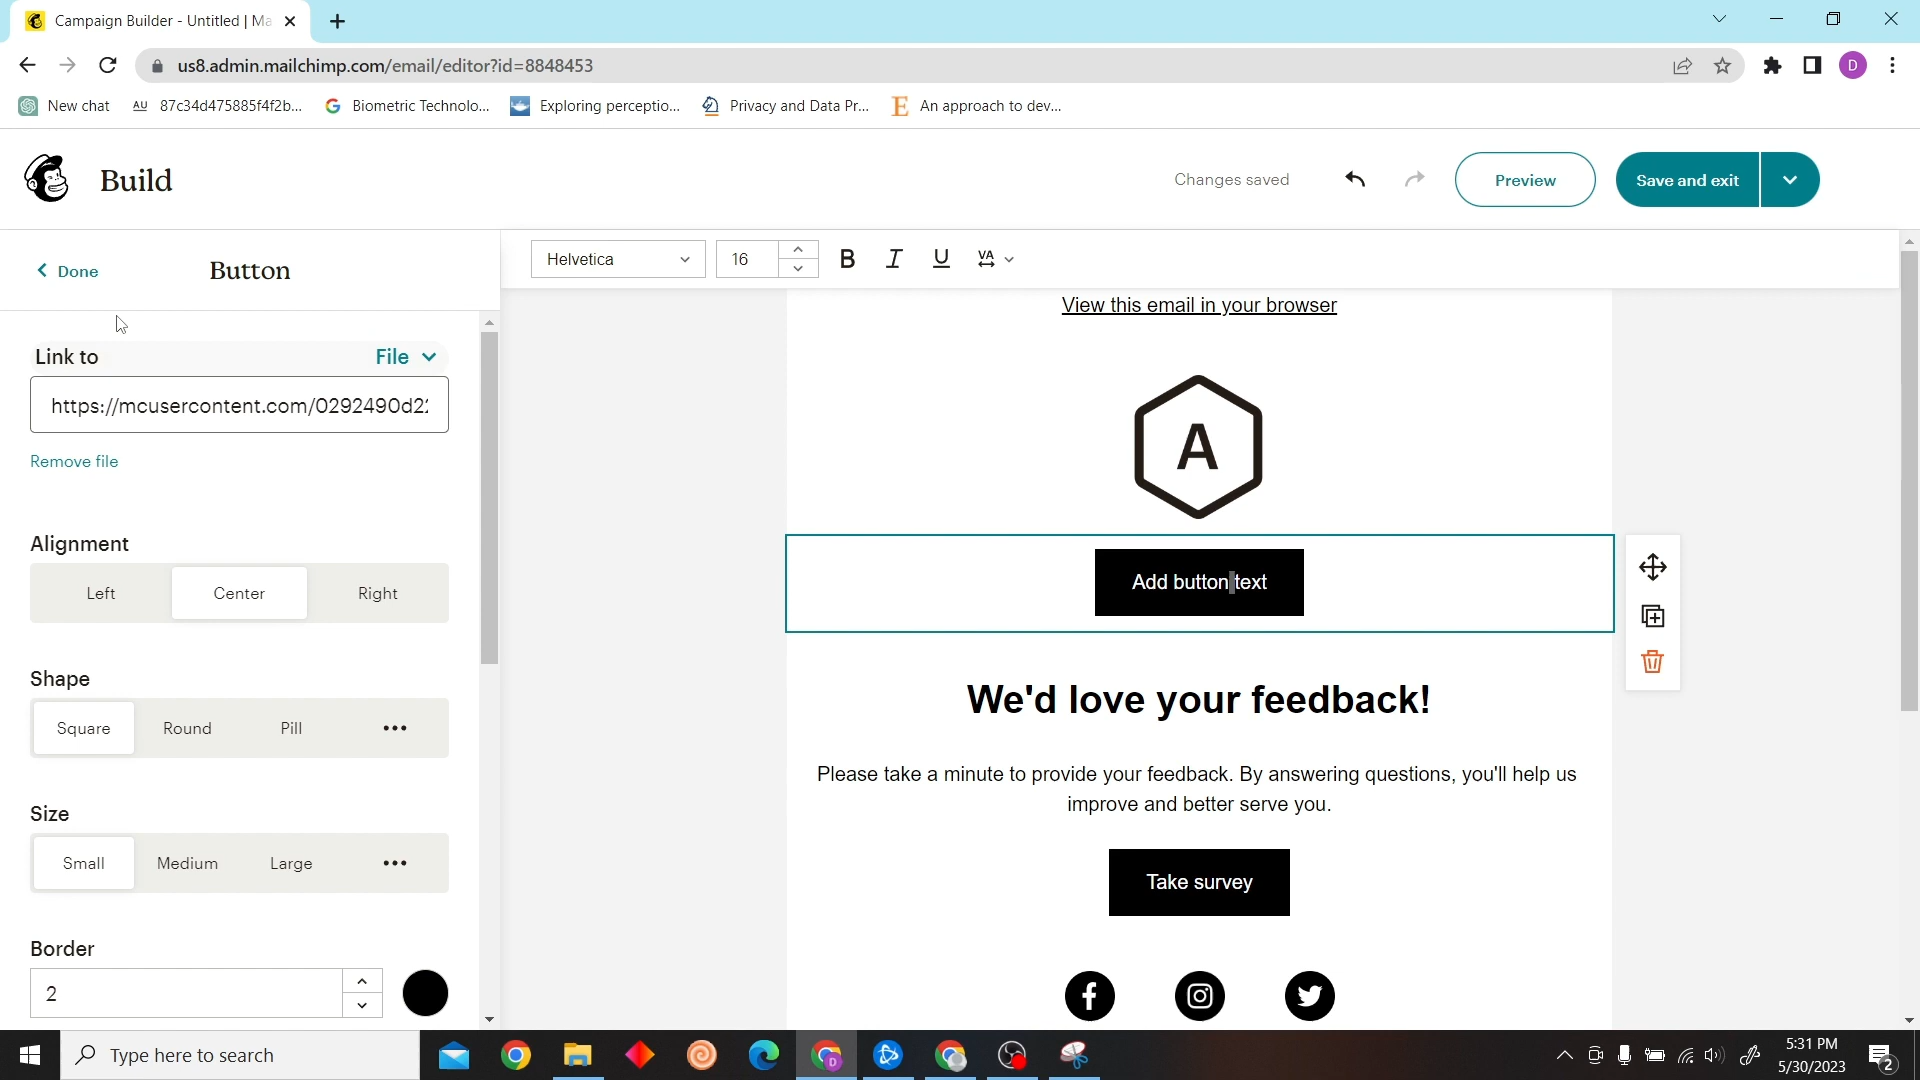 Campaign Builder - Untitled | Ma
us8.admin.mailchimp.com/email/editor?id=8848453
D
New chat
AU 87c34d475885f4f2b...
Biometric Technolo...
Exploring perceptio...
Privacy and Data Pr...
E An approach to dev...
Build
Changes saved
Preview
Save and exit
Done
Button
Helvetica
16
B I U VA
Link to
File
https://mcusercontent.com/0292490d22
Remove file
Alignment
Left Center Right
Shape
Square Round Pill •••
Size
Small Medium Large •••
Border
2
View this email in your browser
A
Add button text
We'd love your feedback!
Please take a minute to provide your feedback. By answering questions, you'll help us
improve and better serve you.
Take survey
Type here to search
D
5:31 PM
5/30/2023
2